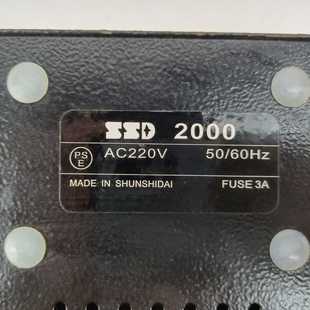 SSD 2000
PSE AC220V 50/60Hz
MADE IN SHUNSHIDAI FUSE 3A